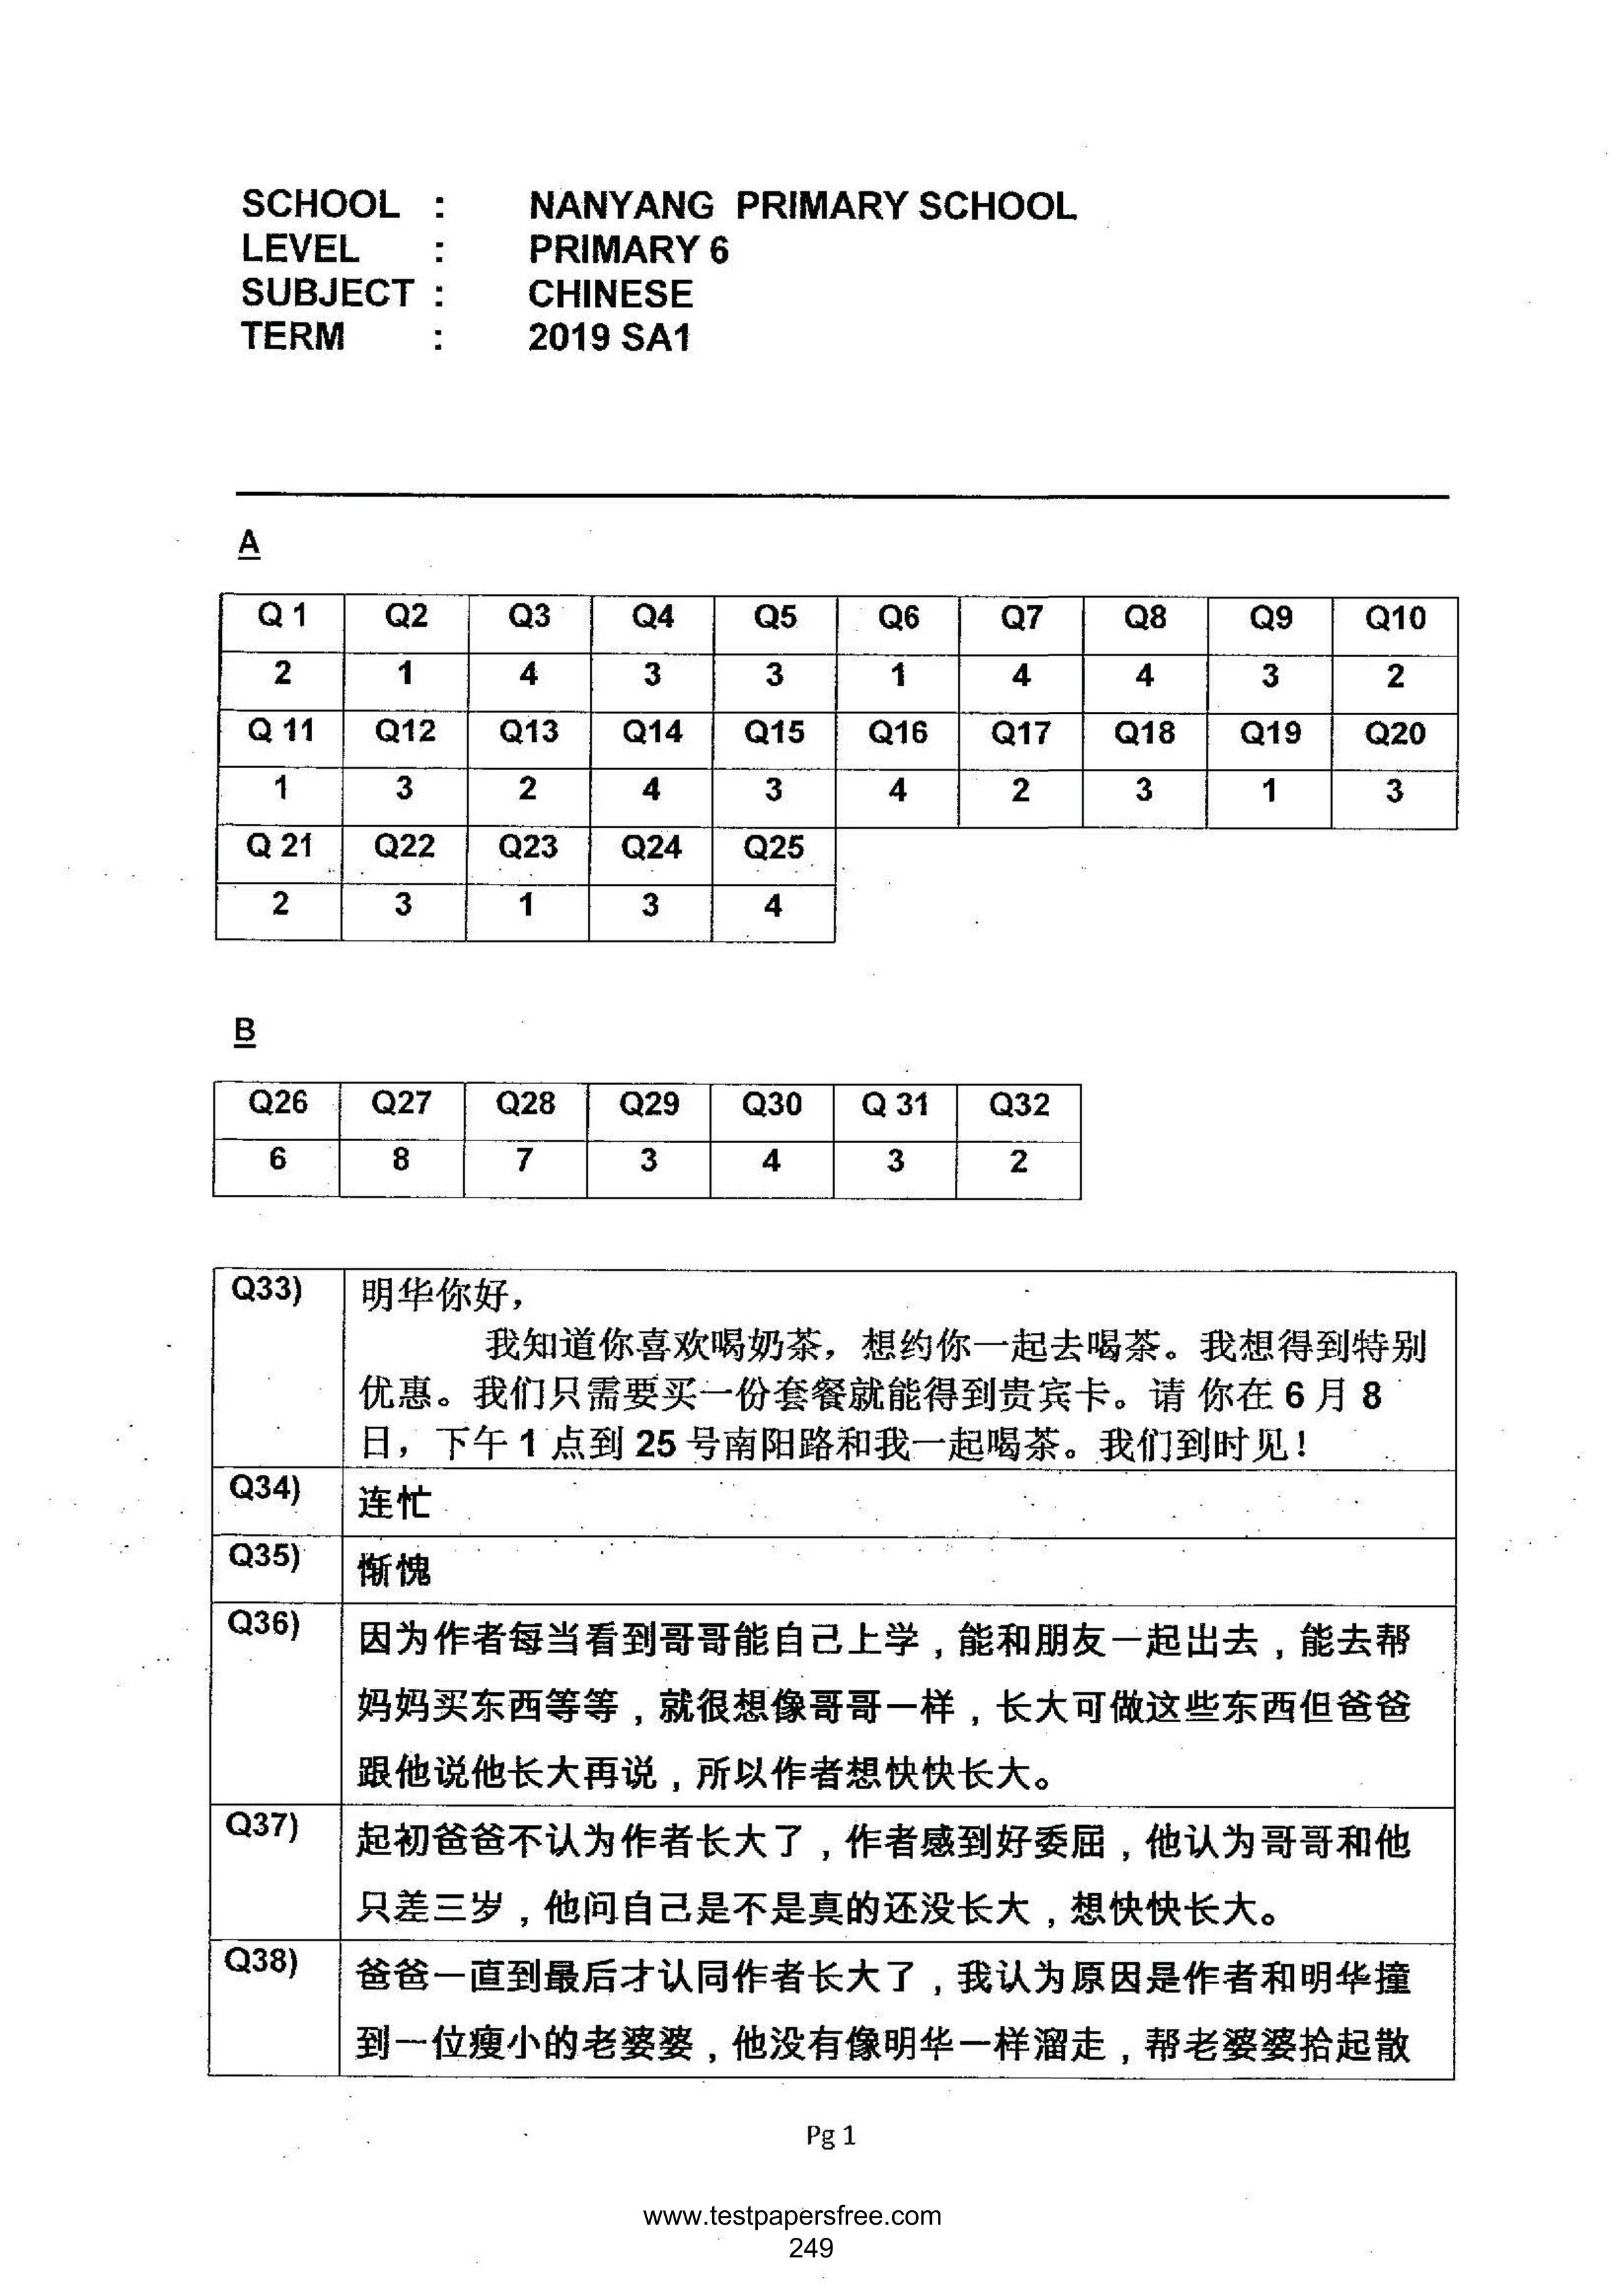 SCHOOL : NANYANG PRIMARY SCHOOL
LEVEL : PRIMARY 6
SUBJECT : CHINESE
TERM : 2019 SA1
A
Q 1 Q2 Q3 Q4 Q5 Q6 Q7 Q8 Q9 Q10
2 1 4 3 3 1 4 4 3 2
Q 11 Q12 Q13 Q14 Q15 Q16 Q17 Q18 Q19 Q20
1 3 2 4 3 4 2 3 1 3
Q 21 Q22 Q23 Q24 Q25
2 3 1 3 4
B
Q26 Q27 Q28 Q29 Q30 Q 31 Q32
6 8 7 3 4 3 2
Q33) 明华你好，
我知道你喜欢喝奶茶，想约你一起去喝茶。我想得到特别
优惠。我们只需要买一份套餐就能得到贵宾卡。请 你在 6 月 8
日，下午 1 点到 25 号南阳路和我一起喝茶。我们到时见！
Q34) 连忙
Q35) 惭愧
Q36) 因为作者每当看到哥哥能自己上学，能和朋友一起出去，能去帮
妈妈买东西等等，就很想像哥哥一样，长大可做这些东西但爸爸
跟他说他长大再说，所以作者想快快长大。
Q37) 起初爸爸不认为作者长大了，作者感到好委屈，他认为哥哥和他
只差三岁，他问自己是不是真的还没长大，想快快长大。
Q38) 爸爸一直到最后才认同作者长大了，我认为原因是作者和明华撞
到一位瘦小的老婆婆，他没有像明华一样溜走，帮老婆婆拾起散
Pg 1
www.testpapersfree.com
249